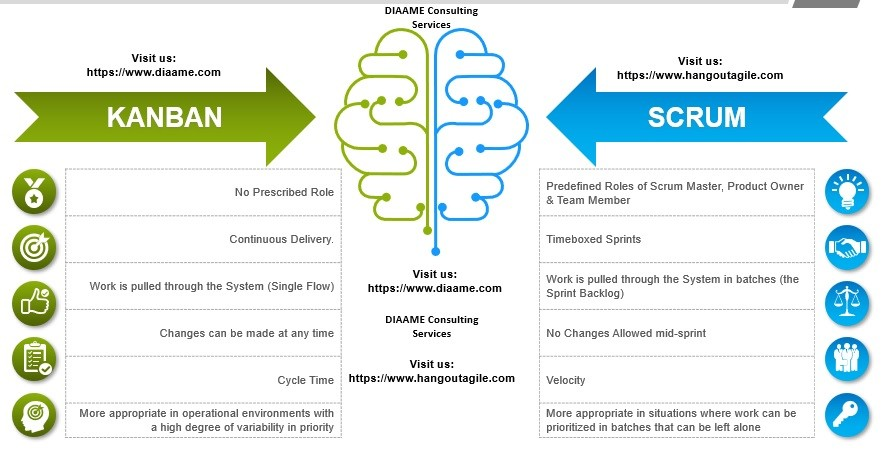 DIAAME Consulting
Services
Visit us:
https://www.diaame.com
Visit us:
https://www.hangoutagile.com
KANBAN
SCRUM
No Prescribed Role
Predefined Roles of Scrum Master, Product Owner
& Team Member
Continuous Delivery.
Timeboxed Sprints
Work is pulled through the System (Single Flow)
Work is pulled through the System in batches (the
Sprint Backlog)
Changes can be made at any time
No Changes Allowed mid-sprint
Cycle Time
Velocity
More appropriate in operational environments with
a high degree of variability in priority
More appropriate in situations where work can be
prioritized in batches that can be left alone
Visit us:
https://www.diaame.com
DIAAME Consulting
Services
Visit us:
https://www.hangoutagile.com